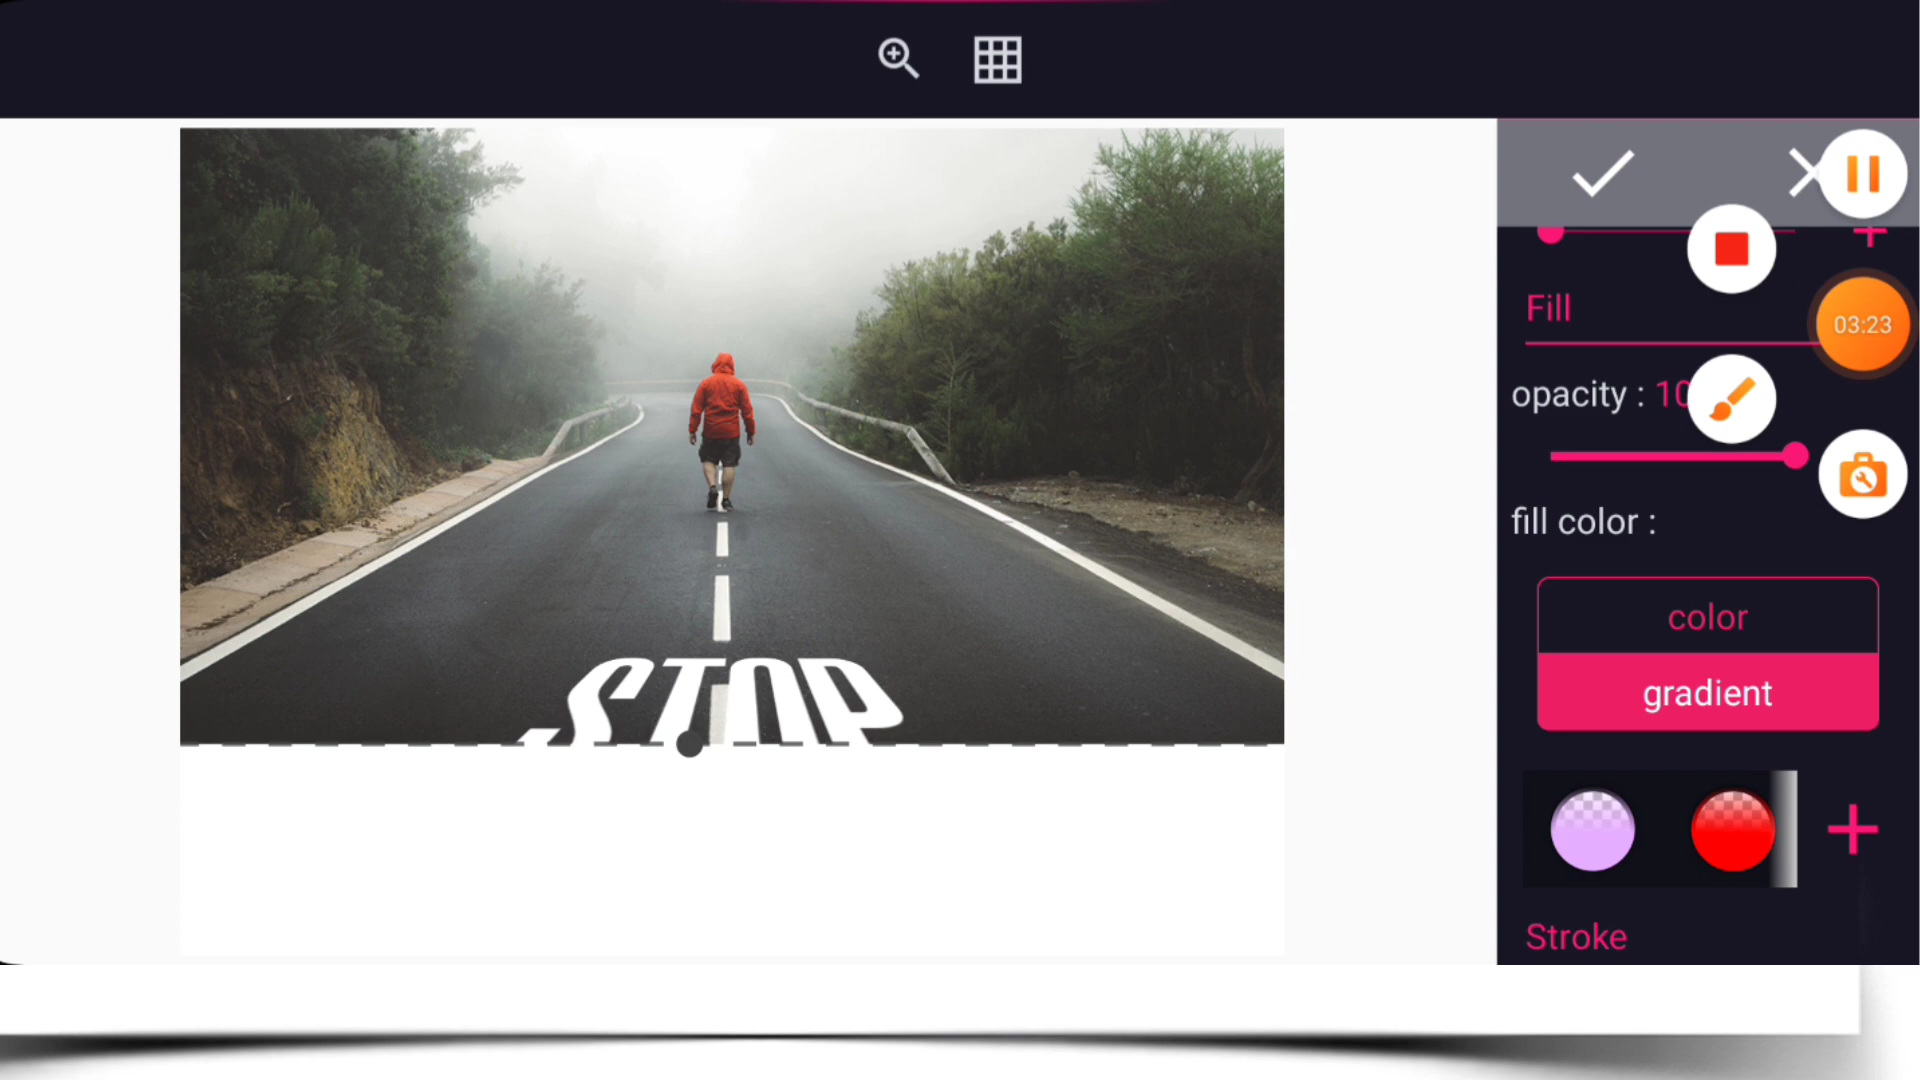 Fill
03:23
opacity : 10
fill color :
color
gradient
STOP
Stroke